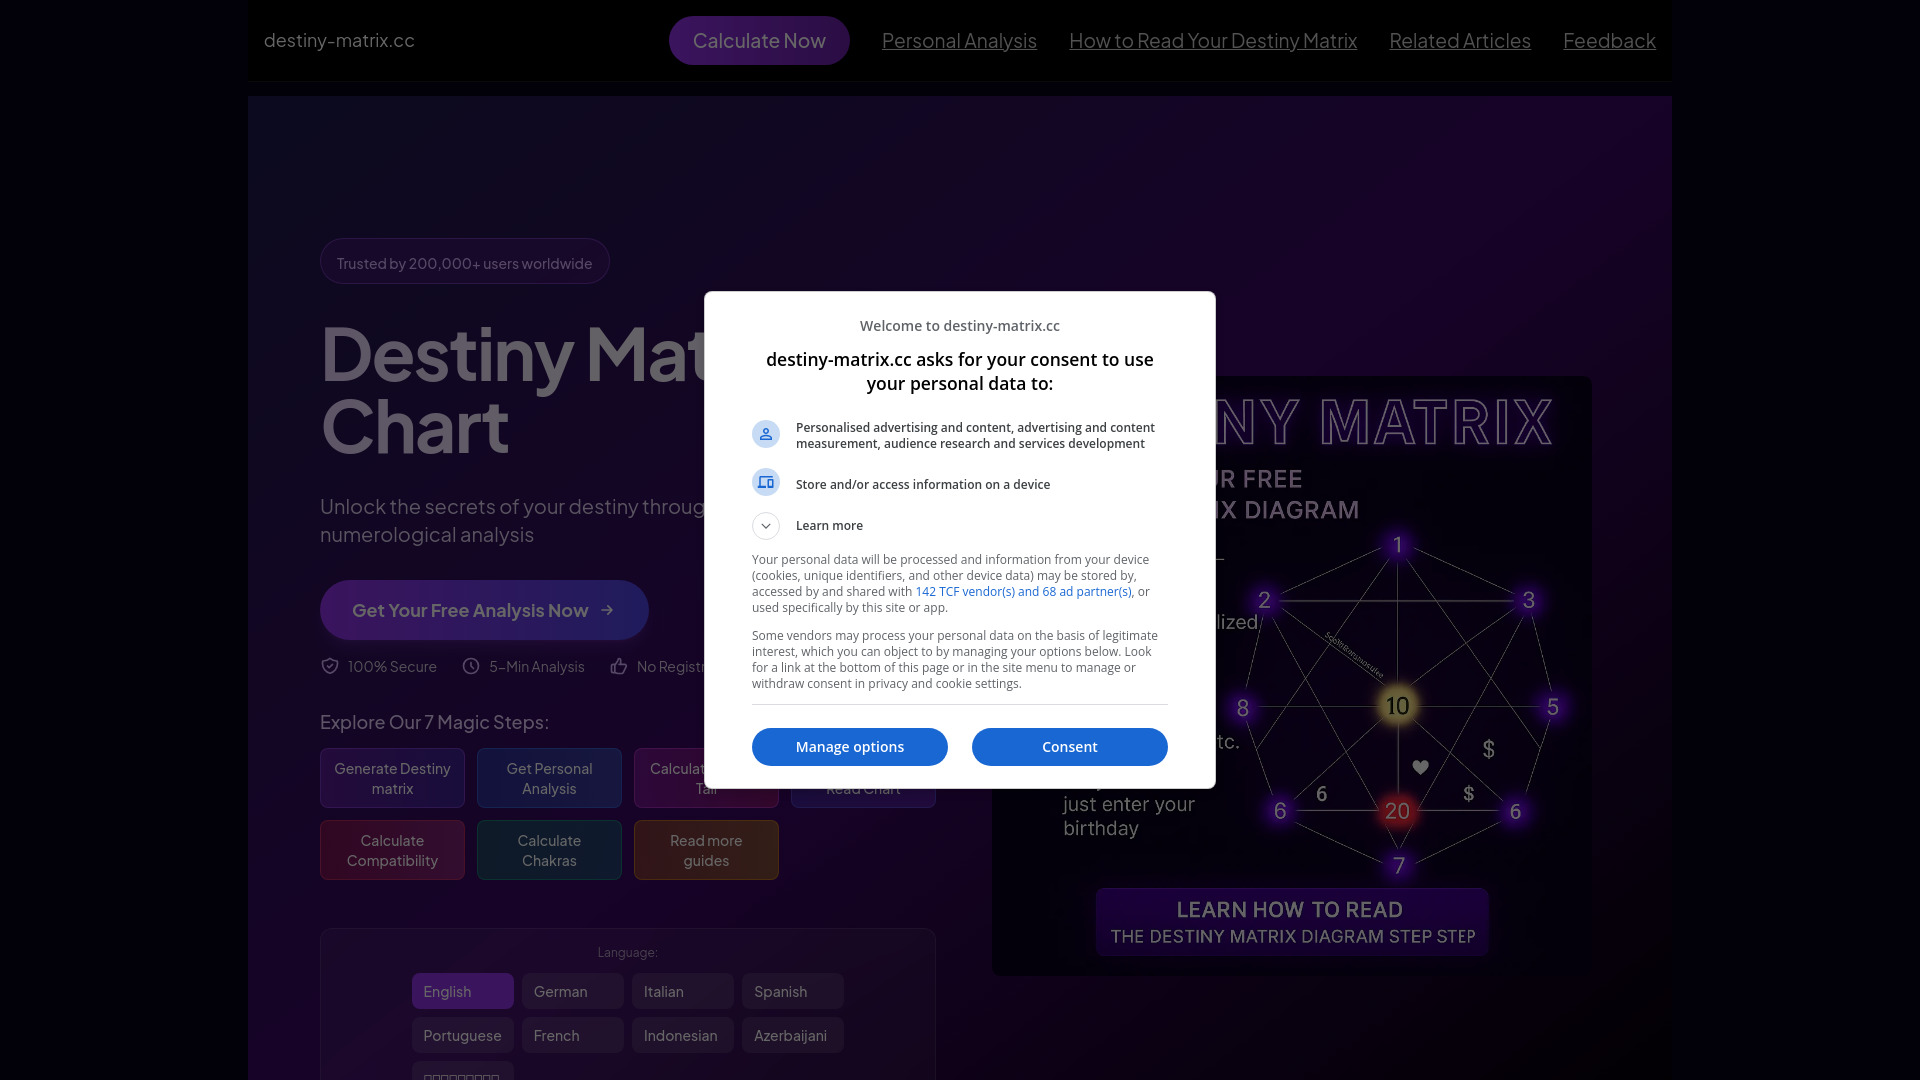 destiny-matrix.cc
Calculate Now
Personal Analysis
How to Read Your Destiny Matrix
Related Articles
Feedback
Trusted by 200,000+ users worldwide
Destiny Mat
Chart
Unlock the secrets of your destiny throug
numerological analysis
Get Your Free Analysis Now →
100% Secure
5-Min Analysis
No Registr
Explore Our 7 Magic Steps:
Generate Destiny
matrix
Get Personal
Analysis
Calculat
Tail
Read Chart
Calculate
Compatibility
Calculate
Chakras
Read more
guides
Language:
English
German
Italian
Spanish
Portuguese
French
Indonesian
Azerbaijani
Welcome to destiny-matrix.cc
destiny-matrix.cc asks for your consent to use
your personal data to:
Personalised advertising and content, advertising and content
measurement, audience research and services development
Store and/or access information on a device
Learn more
Your personal data will be processed and information from your device
(cookies, unique identifiers, and other device data) may be stored by,
accessed by and shared with 142 TCF vendor(s) and 68 ad partner(s), or
used specifically by this site or app.
Some vendors may process your personal data on the basis of legitimate
interest, which you can object to by managing your options below. Look
for a link at the bottom of this page or in the site menu to manage or
withdraw consent in privacy and cookie settings.
Manage options
Consent
NY MATRIX
R FREE
IX DIAGRAM
lized
tc.
just enter your
birthday
1
2
3
8
10
5
$
6
6
20
$
6
7
LEARN HOW TO READ
THE DESTINY MATRIX DIAGRAM STEP STEP